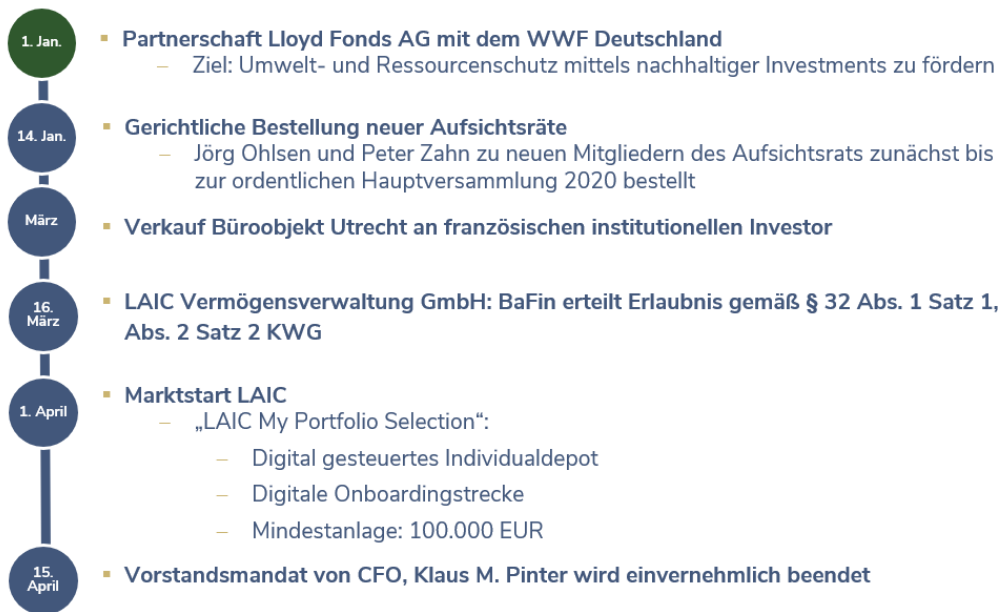 1. Jan.
▪ Partnerschaft Lloyd Fonds AG mit dem WWF Deutschland
– Ziel: Umwelt- und Ressourcenschutz mittels nachhaltiger Investments zu fördern
14. Jan.
▪ Gerichtliche Bestellung neuer Aufsichtsräte
– Jörg Ohlsen und Peter Zahn zu neuen Mitgliedern des Aufsichtsrats zunächst bis
zur ordentlichen Hauptversammlung 2020 bestellt
März
▪ Verkauf Büroobjekt Utrecht an französischen institutionellen Investor
16.
März
▪ LAIC Vermögensverwaltung GmbH: BaFin erteilt Erlaubnis gemäß § 32 Abs. 1 Satz 1,
Abs. 2 Satz 2 KWG
1. April
▪ Marktstart LAIC
– „LAIC My Portfolio Selection“:
– Digital gesteuertes Individualdepot
– Digitale Onboardingstrecke
– Mindestanlage: 100.000 EUR
15.
April
▪ Vorstandsmandat von CFO, Klaus M. Pinter wird einvernehmlich beendet